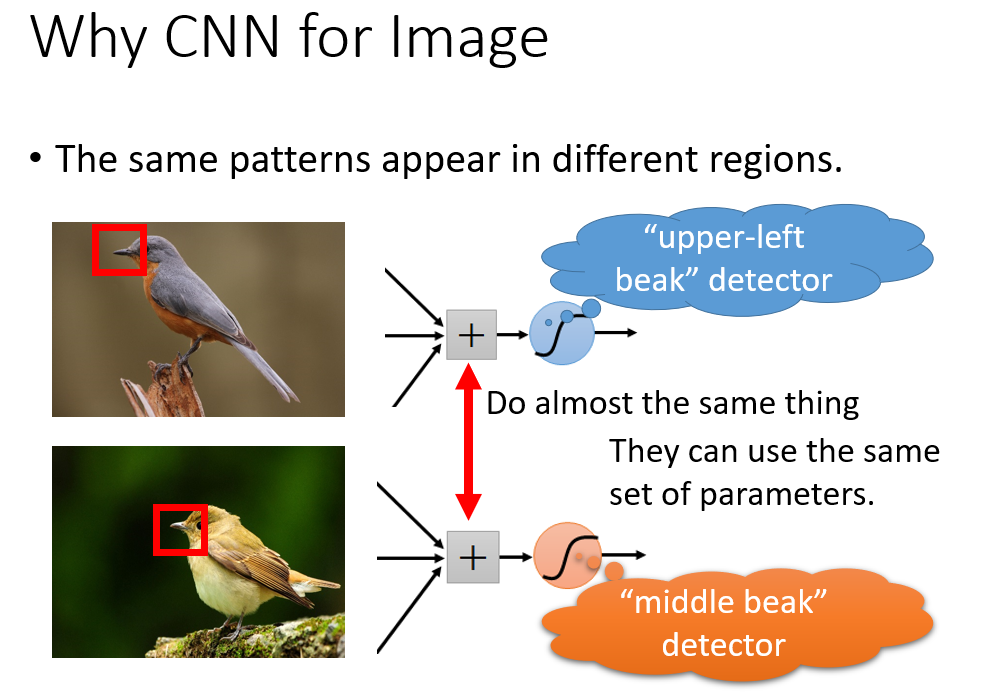 Why CNN for Image
• The same patterns appear in different regions.
“upper-left
beak” detector
+
Do almost the same thing
They can use the same
set of parameters.
+
“middle beak”
detector